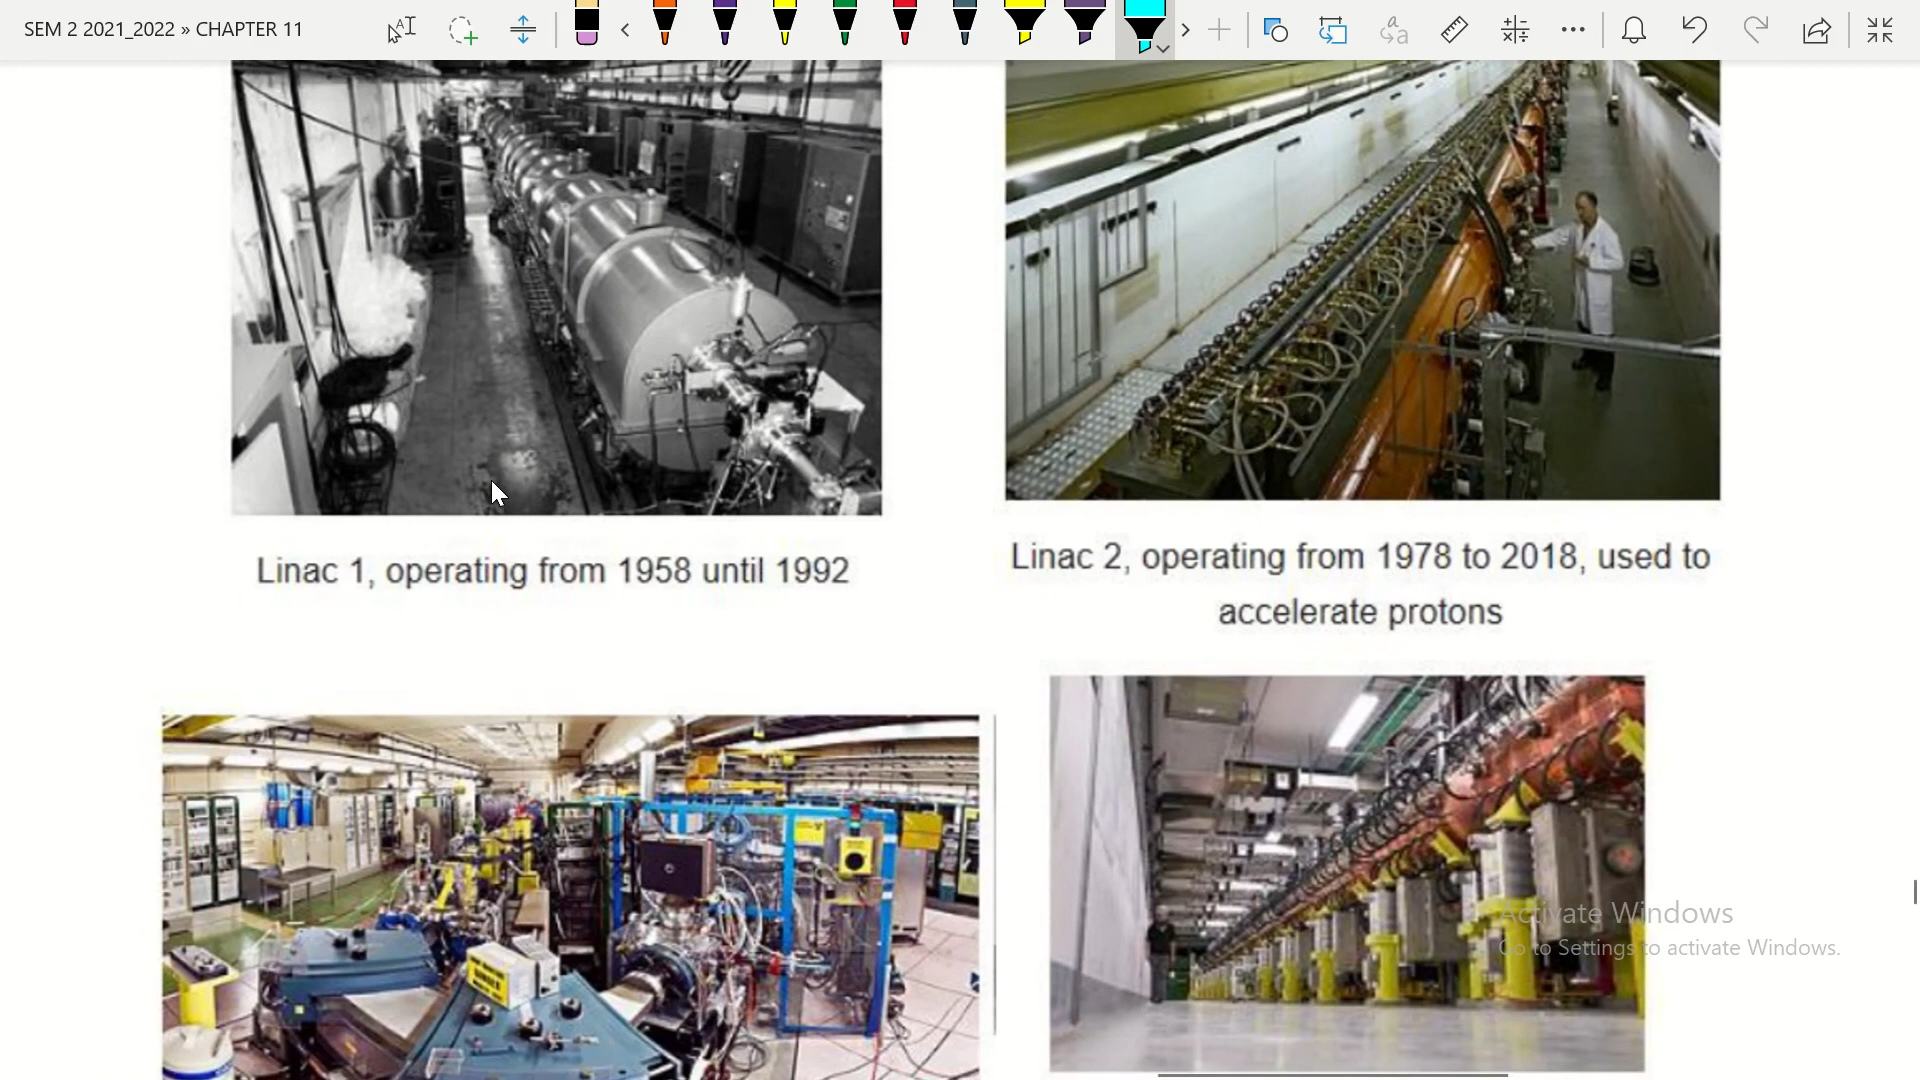 SEM 2 2021_2022 » CHAPTER 11
Linac 1, operating from 1958 until 1992
Linac 2, operating from 1978 to 2018, used to
accelerate protons
Activate Windows
Go to Settings to activate Windows.